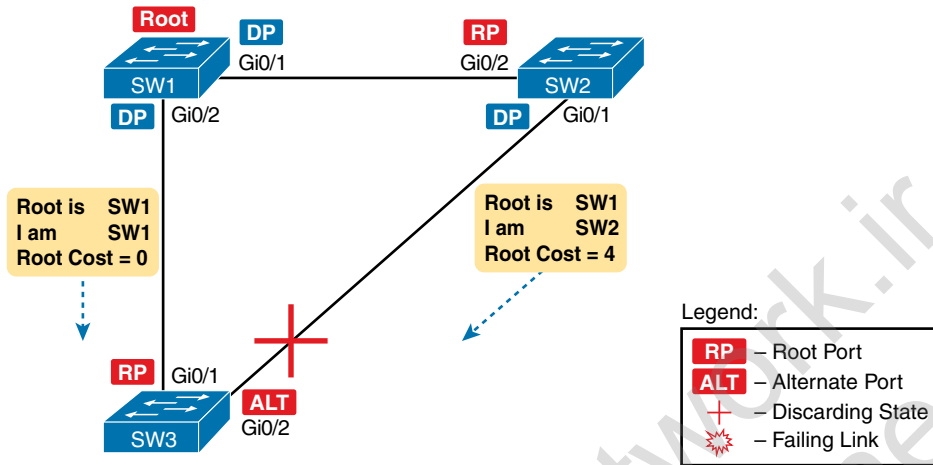 Root
DP
Gi0/1
RP
Gi0/2
SW1
SW2
DP
Gi0/2
DP
Gi0/1
Root is SW1
I am SW1
Root Cost = 0
Root is SW1
I am SW2
Root Cost = 4
RP
Gi0/1
ALT
Gi0/2
SW3
Legend:
RP – Root Port
ALT – Alternate Port
– Discarding State
– Failing Link